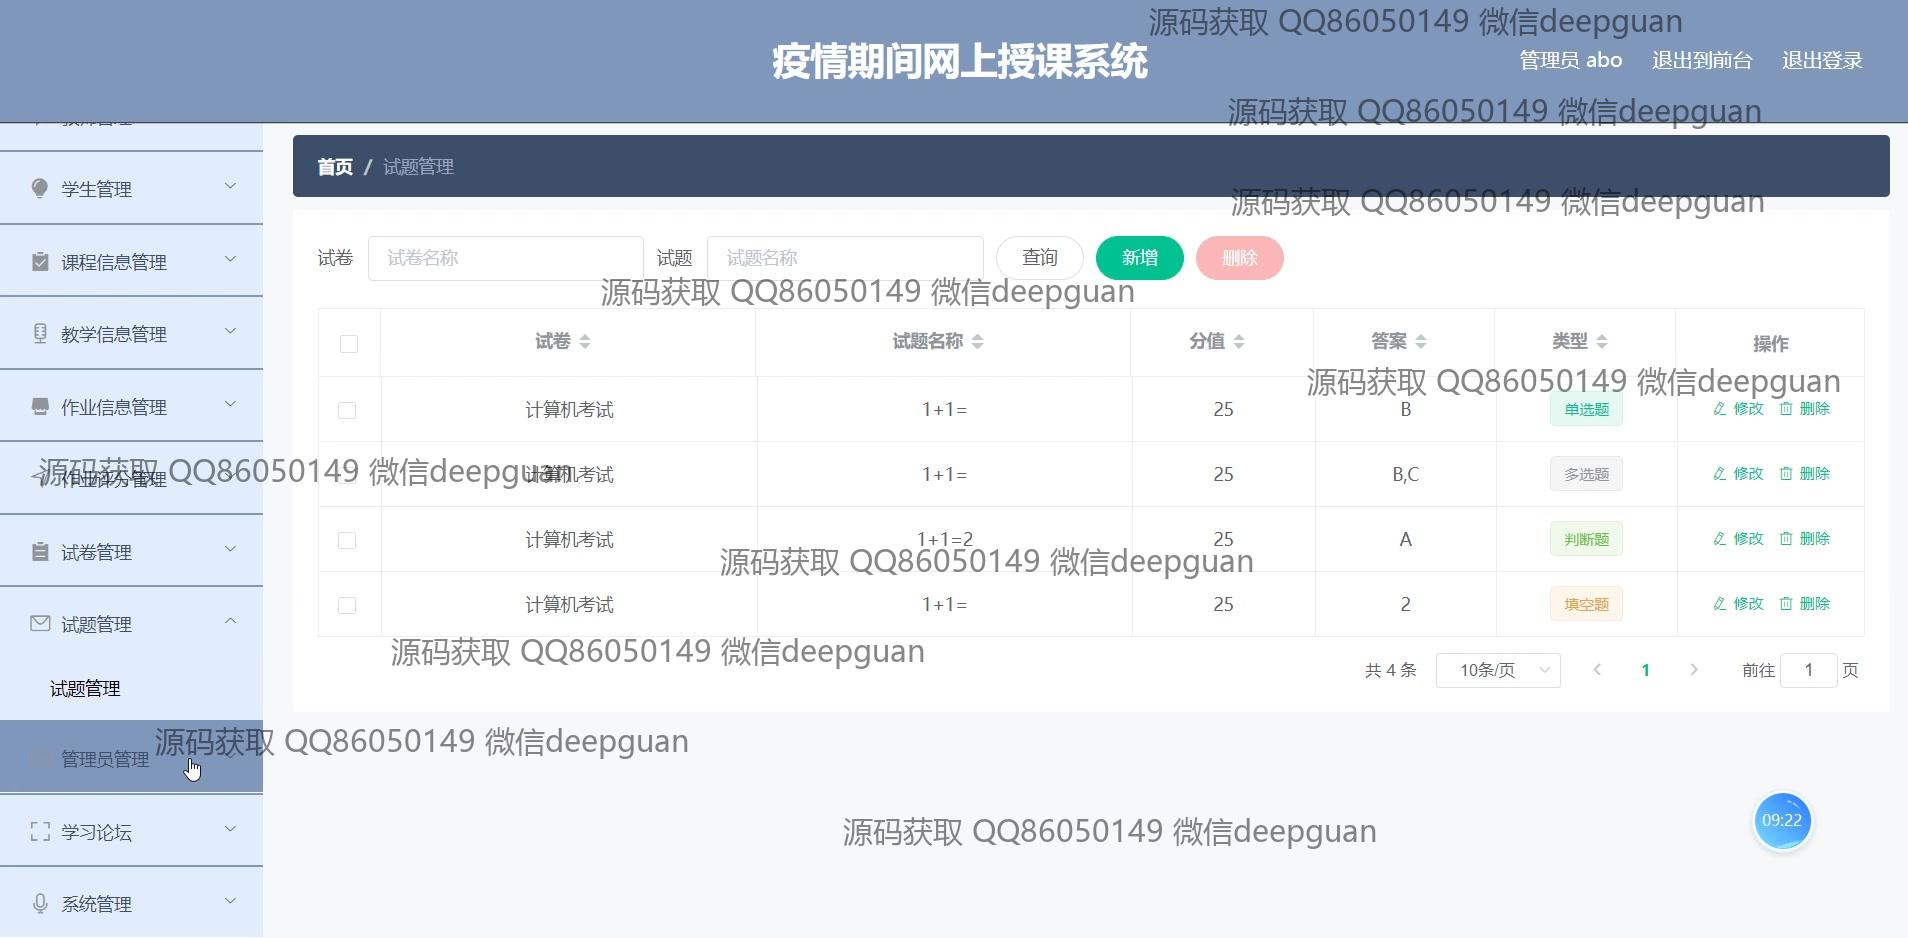 源码获取 QQ86050149 微信deepguan
疫情期间网上授课系统
管理员 abo 退出到前台 退出登录
源码获取 QQ86050149 微信deepguan
教师管理
首页 / 试题管理
学生管理
源码获取 QQ86050149 微信deepguan
试卷 试卷名称 试题 试题名称 查询 新增 删除
课程信息管理
源码获取 QQ86050149 微信deepguan
教学信息管理
试卷 试题名称 分值 答案 类型 操作
源码获取 QQ86050149 微信deepguan
作业信息管理
计算机考试 1+1= 25 B 单选题 修改 删除
源码获取 QQ86050149 微信deepguan
作业评分管理
计算机考试 1+1= 25 B,C 多选题 修改 删除
计算机考试 1+1=2 25 A 判断题 修改 删除
试卷管理
源码获取 QQ86050149 微信deepguan
计算机考试 1+1= 25 2 填空题 修改 删除
试题管理
源码获取 QQ86050149 微信deepguan
共 4 条 10条/页 1 前往 1 页
试题管理
源码获取 QQ86050149 微信deepguan
管理员管理
09:22
学习论坛
源码获取 QQ86050149 微信deepguan
系统管理